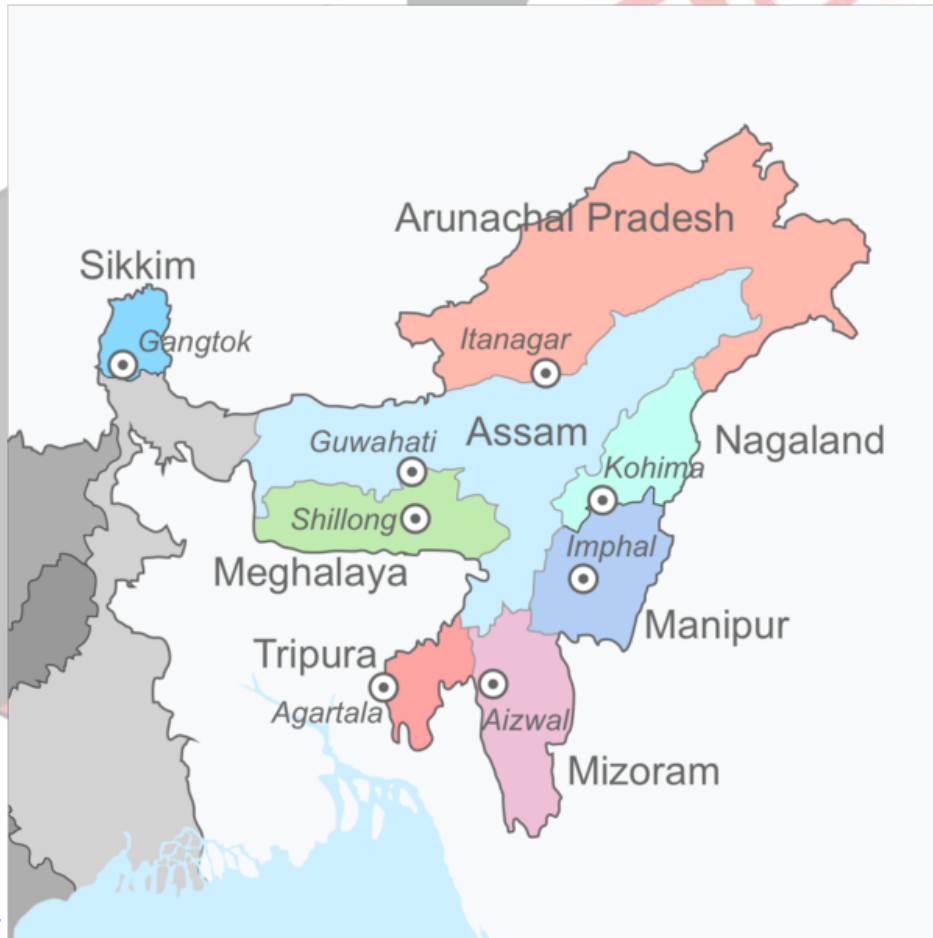 Arunachal Pradesh
Sikkim
Gangtok
Itanagar
Guwahati
Assam
Nagaland
Kohima
Shillong
Imphal
Meghalaya
Manipur
Tripura
Agartala
Aizwal
Mizoram